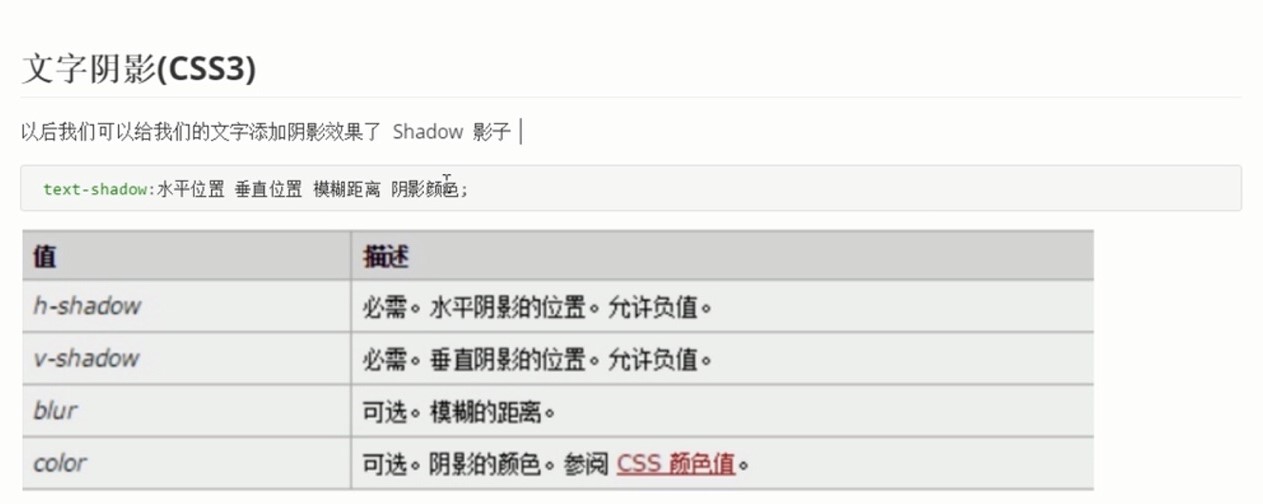 文字阴影(CSS3)
以后我们可以给我们的文字添加阴影效果了 Shadow 影子
text-shadow:水平位置 垂直位置 模糊距离 阴影颜色;
值 描述
h-shadow 必需。水平阴影的位置。允许负值。
v-shadow 必需。垂直阴影的位置。允许负值。
blur 可选。模糊的距离。
color 可选。阴影的颜色。参阅 CSS 颜色值。